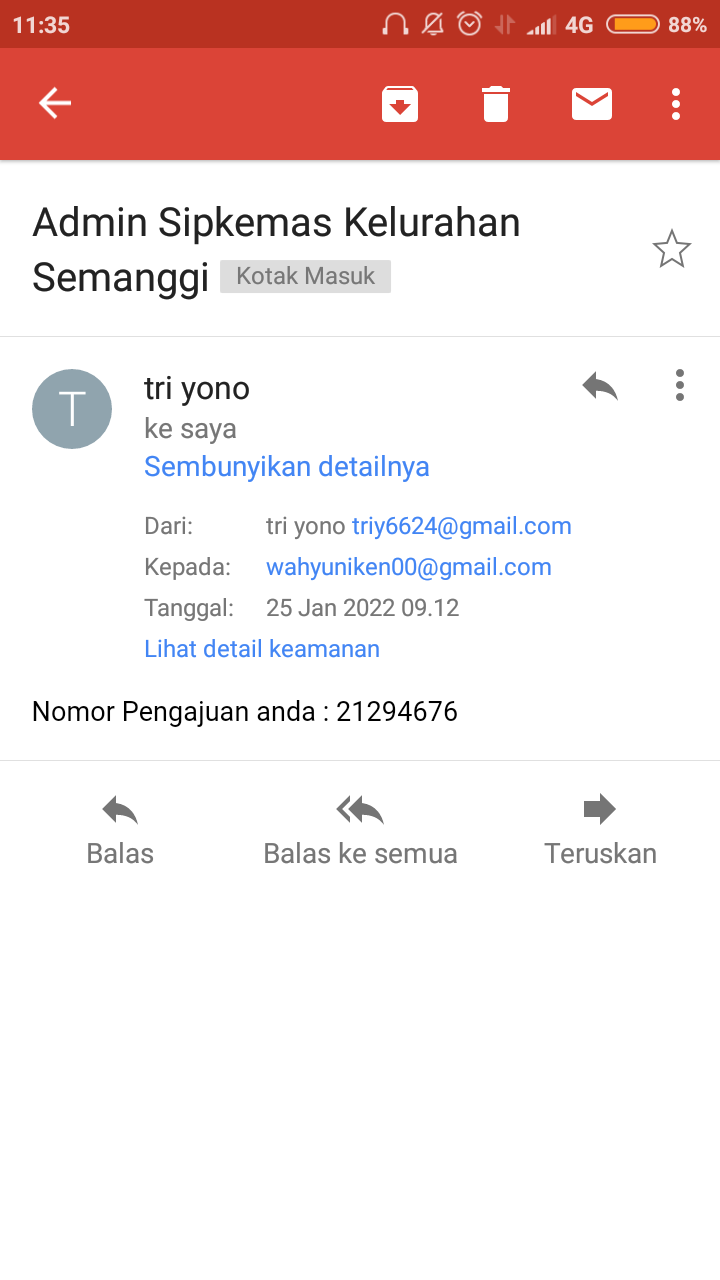 11:35 4G 88%
Admin Sipkemas Kelurahan
Semanggi Kotak Masuk
T
tri yono
ke saya
Sembunyikan detailnya
Dari: tri yono triy6624@gmail.com
Kepada: wahyuniken00@gmail.com
Tanggal: 25 Jan 2022 09.12
Lihat detail keamanan
Nomor Pengajuan anda : 21294676
Balas Balas ke semua Teruskan